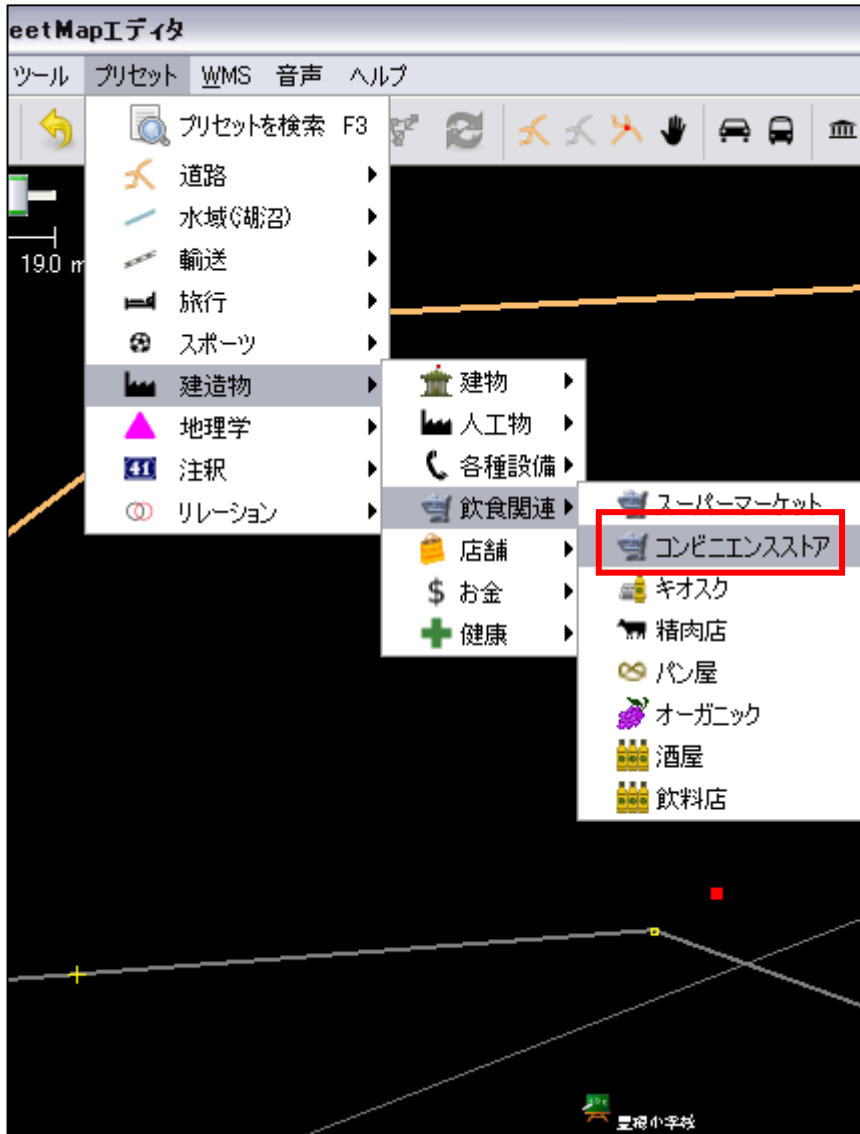 eetMapエディタ
ツール プリセット WMS 音声 ヘルプ
プリセットを検索 F3
道路
水域(湖沼)
19.0 m
輸送
旅行
スポーツ
建造物
地理学
41 注釈
リレーション
建物
人工物
各種設備
飲食関連
店舗
$ お金
健康
スーパーマーケット
コンビニエンスストア
キオスク
精肉店
パン屋
オーガニック
酒屋
飲料店
小学校